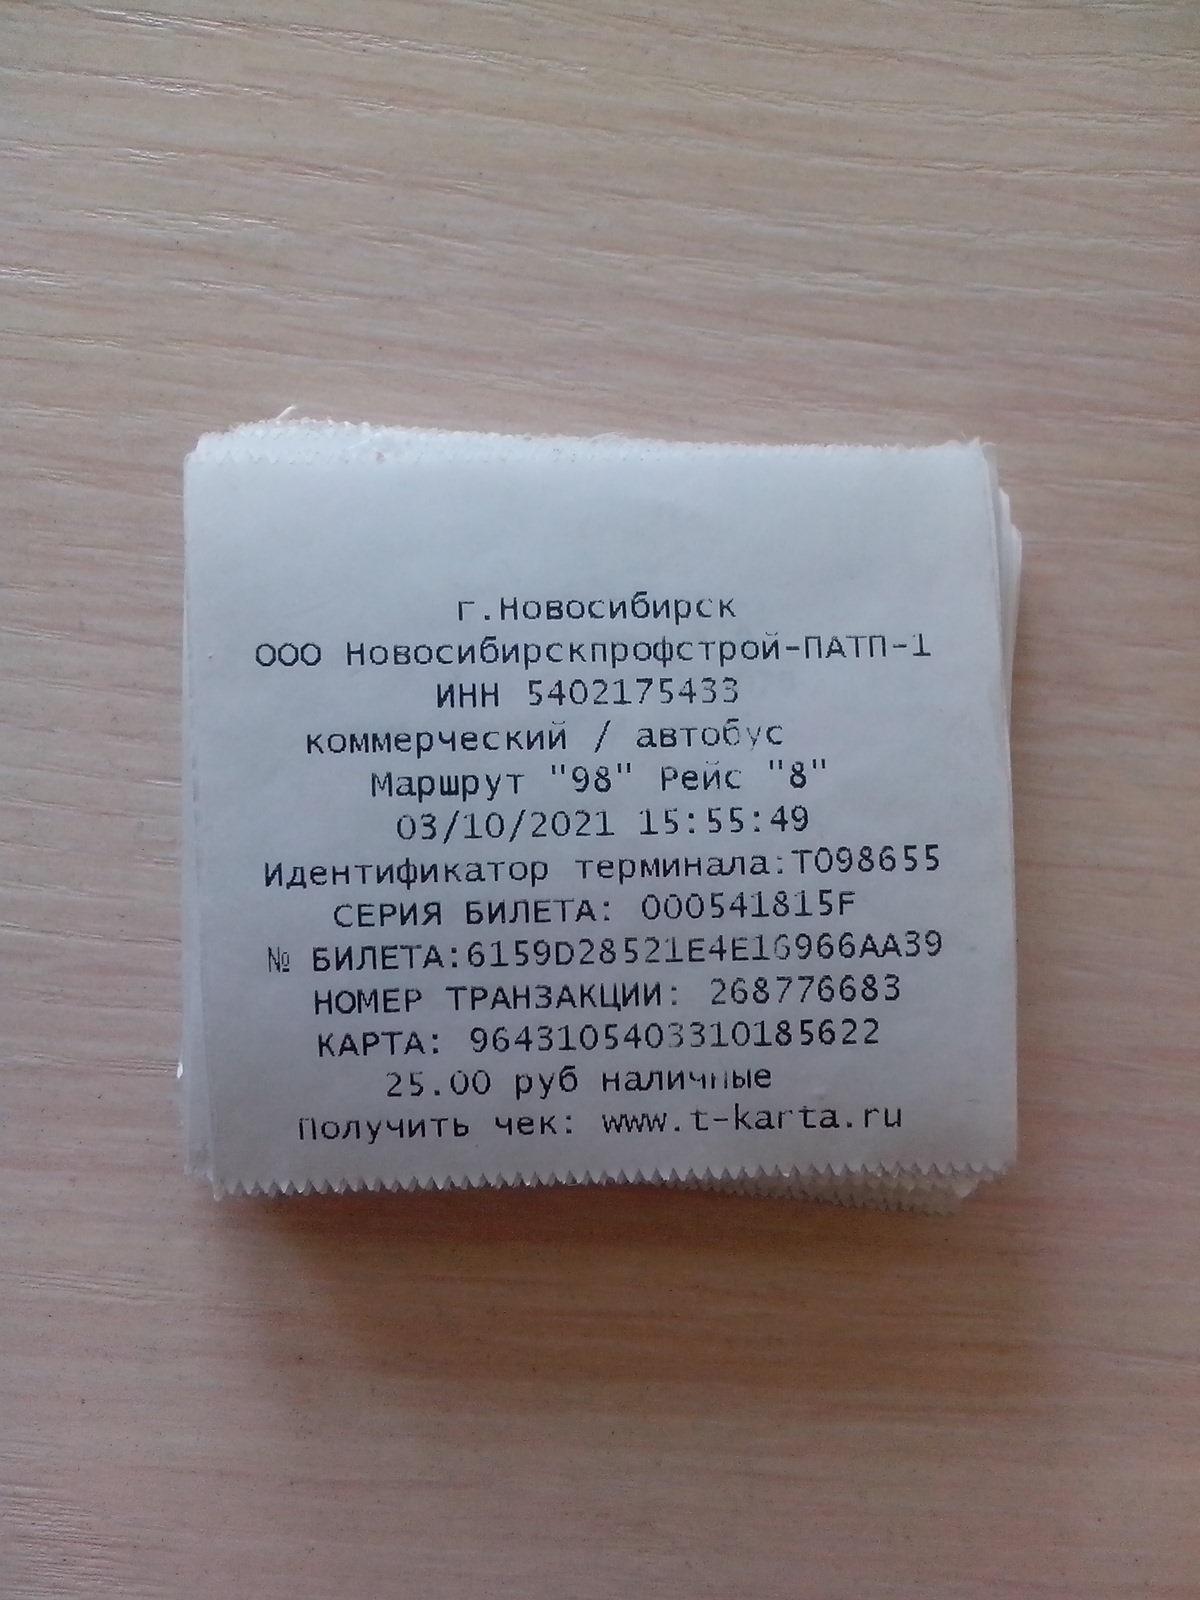 г.Новосибирск
ООО Новосибирскпрофстрой-ПАТП-1
ИНН 5402175433
коммерческий / автобус
Маршрут "98" Рейс "8"
03/10/2021 15:55:49
Идентификатор терминала:Т098655
СЕРИЯ БИЛЕТА: 000541815F
№ БИЛЕТА:6159D28521E4E16966AA39
НОМЕР ТРАНЗАКЦИИ: 268776683
КАРТА: 9643105403310185622
25.00 руб наличные
Получить чек: www.t-karta.ru